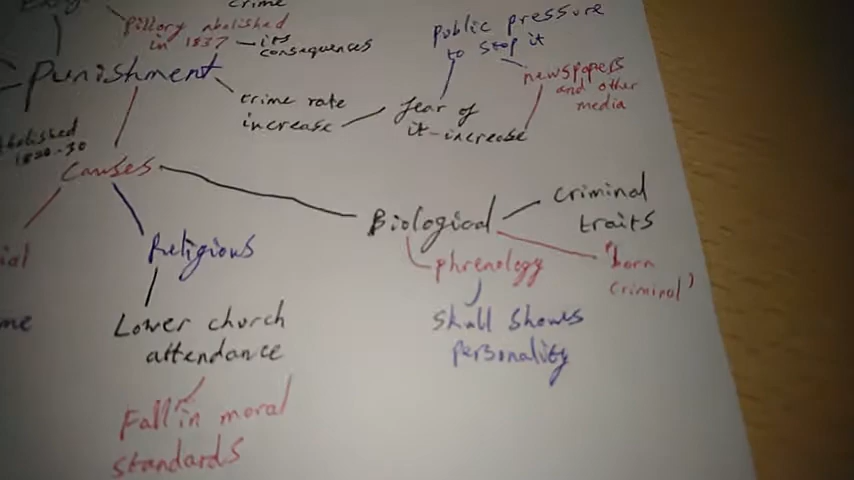 crime
Pillory abolished
in 1837 — its
consequences
Public pressure
to stop it
newspapers
and other
media
Punishment
crime rate
increase
fear of
it-increase
abolished
1820-30
Causes
Biological
criminal
traits
Religious
phrenology
'born
criminal'
Skull shows
personality
Lower church
attendance
Fall in moral
standards